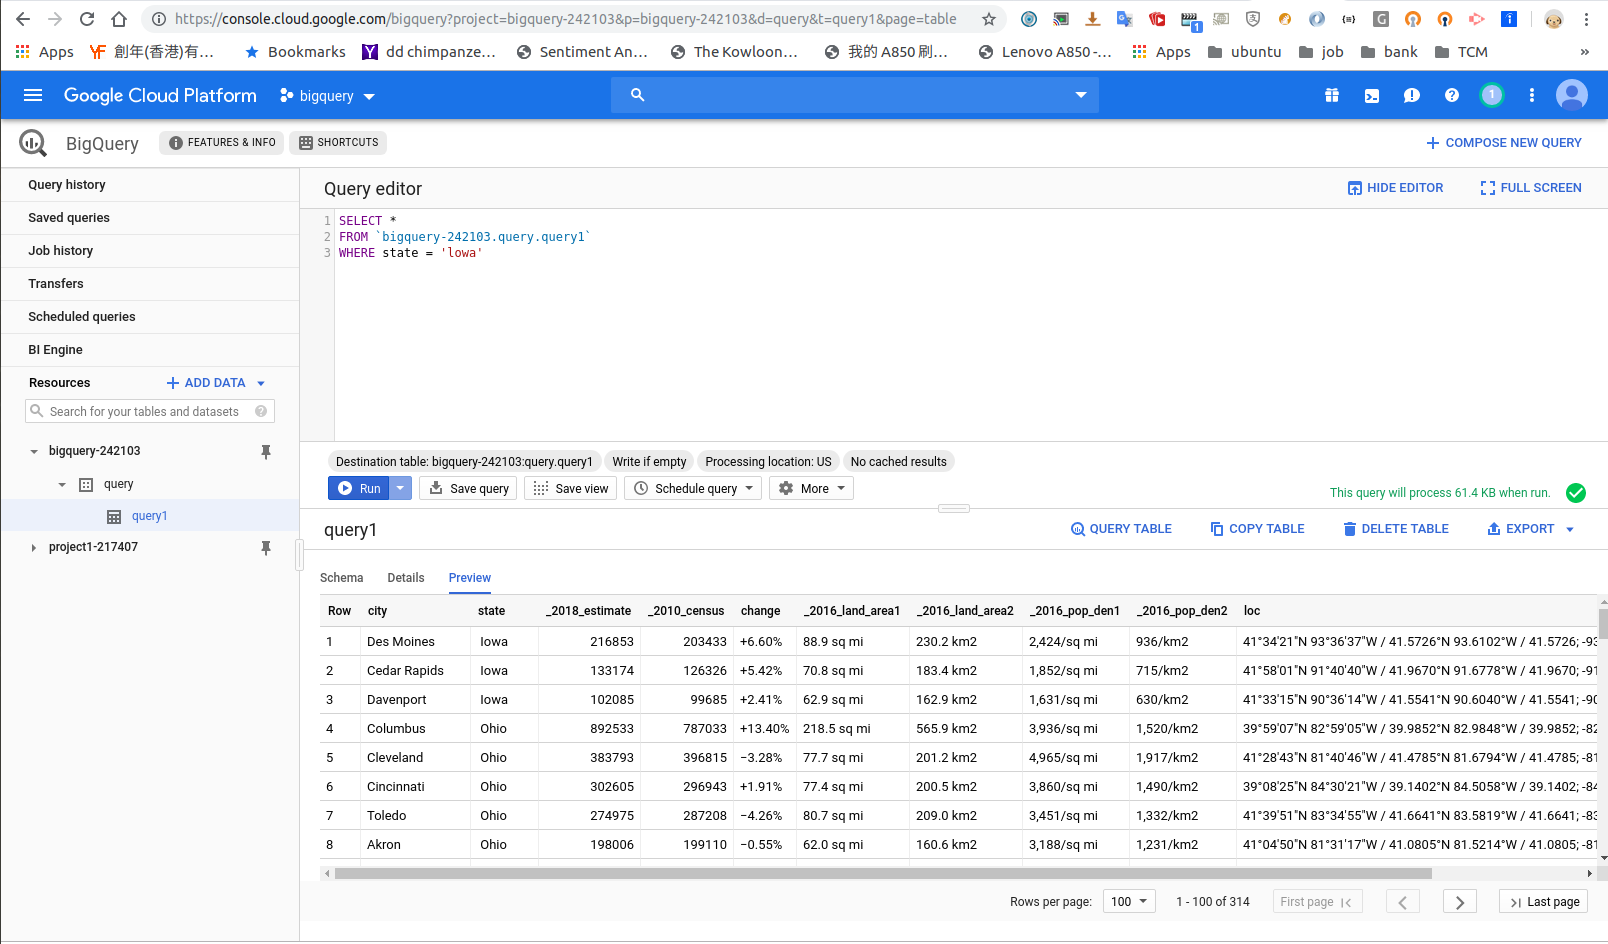 https://console.cloud.google.com/bigquery?project=bigquery-242103&p=bigquery-242103&d=query&t=query1&page=table
Apps 創年(香港)有... Bookmarks dd chimpanze... Sentiment An... The Kowloon... 我的 A850 刷... Lenovo A850 -... Apps ubuntu job bank TCM »
Google Cloud Platform bigquery 1
BigQuery FEATURES & INFO SHORTCUTS + COMPOSE NEW QUERY
Query history
Saved queries
Job history
Transfers
Scheduled queries
BI Engine
Resources + ADD DATA
Search for your tables and datasets
bigquery-242103
query
query1
project1-217407
Query editor HIDE EDITOR FULL SCREEN
1 SELECT *
2 FROM `bigquery-242103.query.query1`
3 WHERE state = 'lowa'
Destination table: bigquery-242103:query.query1 Write if empty Processing location: US No cached results
Run Save query Save view Schedule query More This query will process 61.4 KB when run.
query1 QUERY TABLE COPY TABLE DELETE TABLE EXPORT
Schema Details Preview
Row city state _2018_estimate _2010_census change _2016_land_area1 _2016_land_area2 _2016_pop_den1 _2016_pop_den2 loc
1 Des Moines Iowa 216853 203433 +6.60% 88.9 sq mi 230.2 km2 2,424/sq mi 936/km2 41°34′21″N 93°36′37″W / 41.5726°N 93.6102°W / 41.5726; -93
2 Cedar Rapids Iowa 133174 126326 +5.42% 70.8 sq mi 183.4 km2 1,852/sq mi 715/km2 41°58′01″N 91°40′40″W / 41.9670°N 91.6778°W / 41.9670; -91
3 Davenport Iowa 102085 99685 +2.41% 62.9 sq mi 162.9 km2 1,631/sq mi 630/km2 41°33′15″N 90°36′14″W / 41.5541°N 90.6040°W / 41.5541; -90
4 Columbus Ohio 892533 787033 +13.40% 218.5 sq mi 565.9 km2 3,936/sq mi 1,520/km2 39°59′07″N 82°59′05″W / 39.9852°N 82.9848°W / 39.9852; -82
5 Cleveland Ohio 383793 396815 −3.28% 77.7 sq mi 201.2 km2 4,965/sq mi 1,917/km2 41°28′43″N 81°40′46″W / 41.4785°N 81.6794°W / 41.4785; -81
6 Cincinnati Ohio 302605 296943 +1.91% 77.4 sq mi 200.5 km2 3,860/sq mi 1,490/km2 39°08′25″N 84°30′21″W / 39.1402°N 84.5058°W / 39.1402; -84
7 Toledo Ohio 274975 287208 −4.26% 80.7 sq mi 209.0 km2 3,451/sq mi 1,332/km2 41°39′51″N 83°34′55″W / 41.6641°N 83.5819°W / 41.6641; -83
8 Akron Ohio 198006 199110 −0.55% 62.0 sq mi 160.6 km2 3,188/sq mi 1,231/km2 41°04′50″N 81°31′17″W / 41.0805°N 81.5214°W / 41.0805; -81
Rows per page: 100 1 - 100 of 314 First page Last page